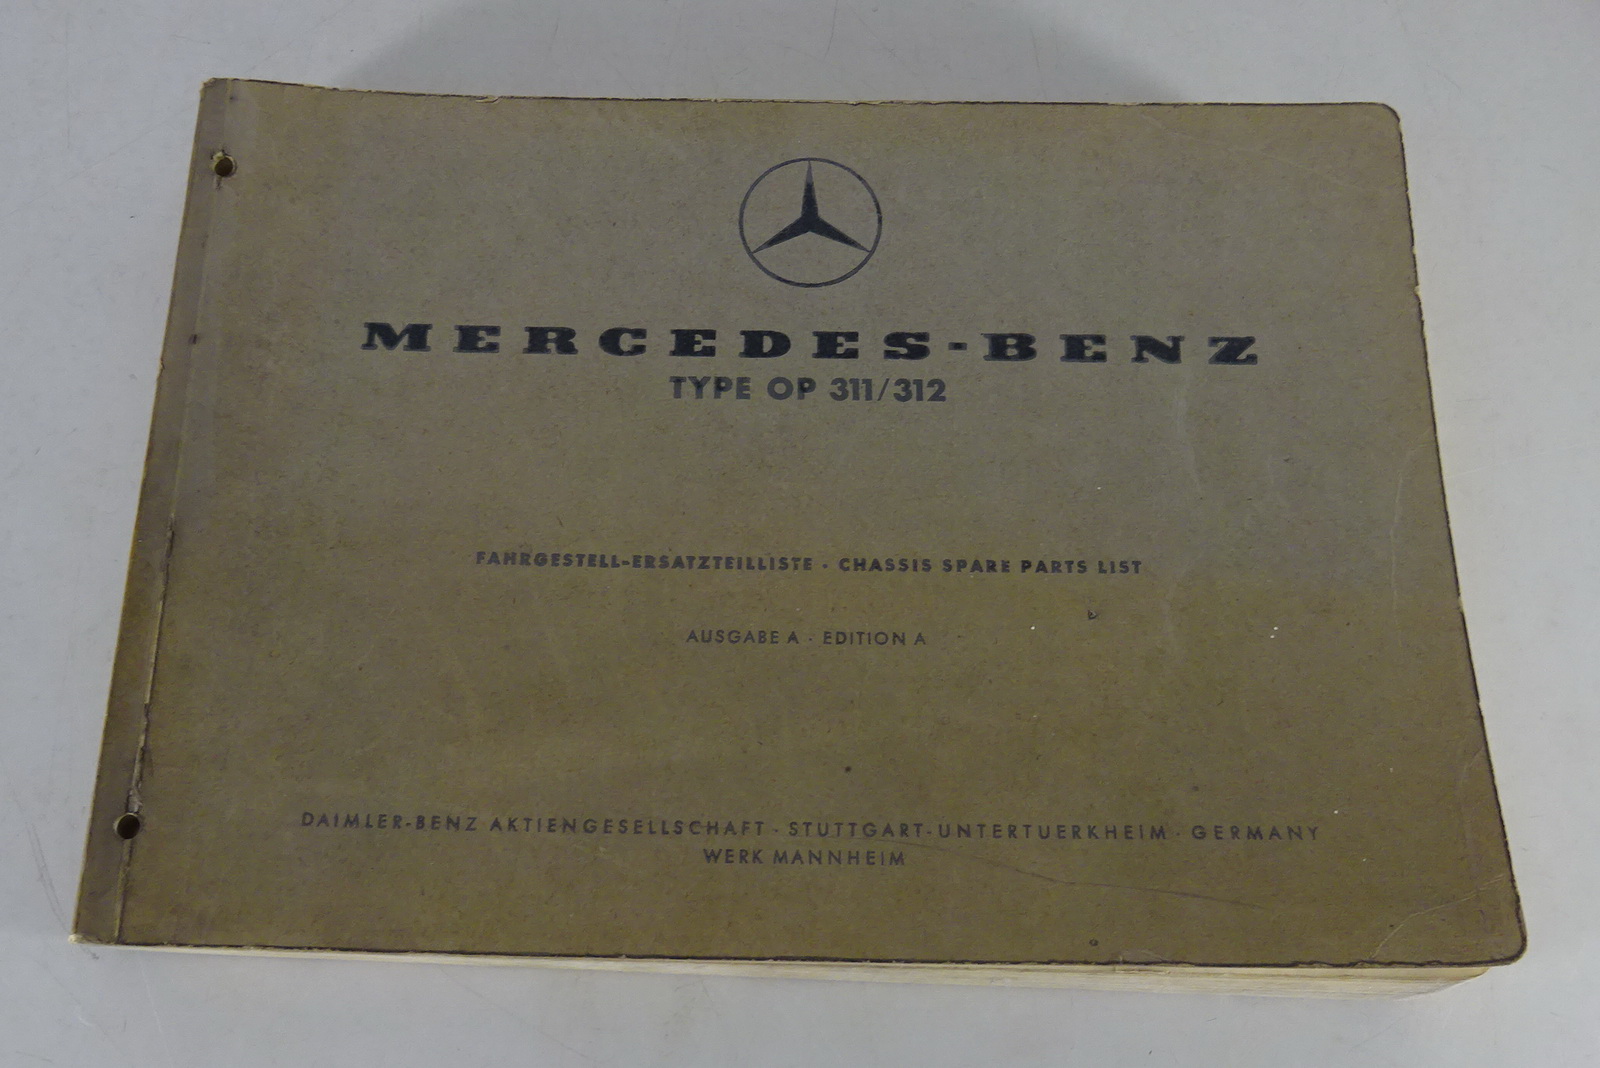 MERCEDES-BENZ
TYPE OP 311/312
FAHRGESTELL-ERSATZTEILLISTE · CHASSIS SPARE PARTS LIST
AUSGABE A · EDITION A
DAIMLER-BENZ AKTIENGESELLSCHAFT · STUTTGART-UNTERTUERKHEIM · GERMANY
WERK MANNHEIM